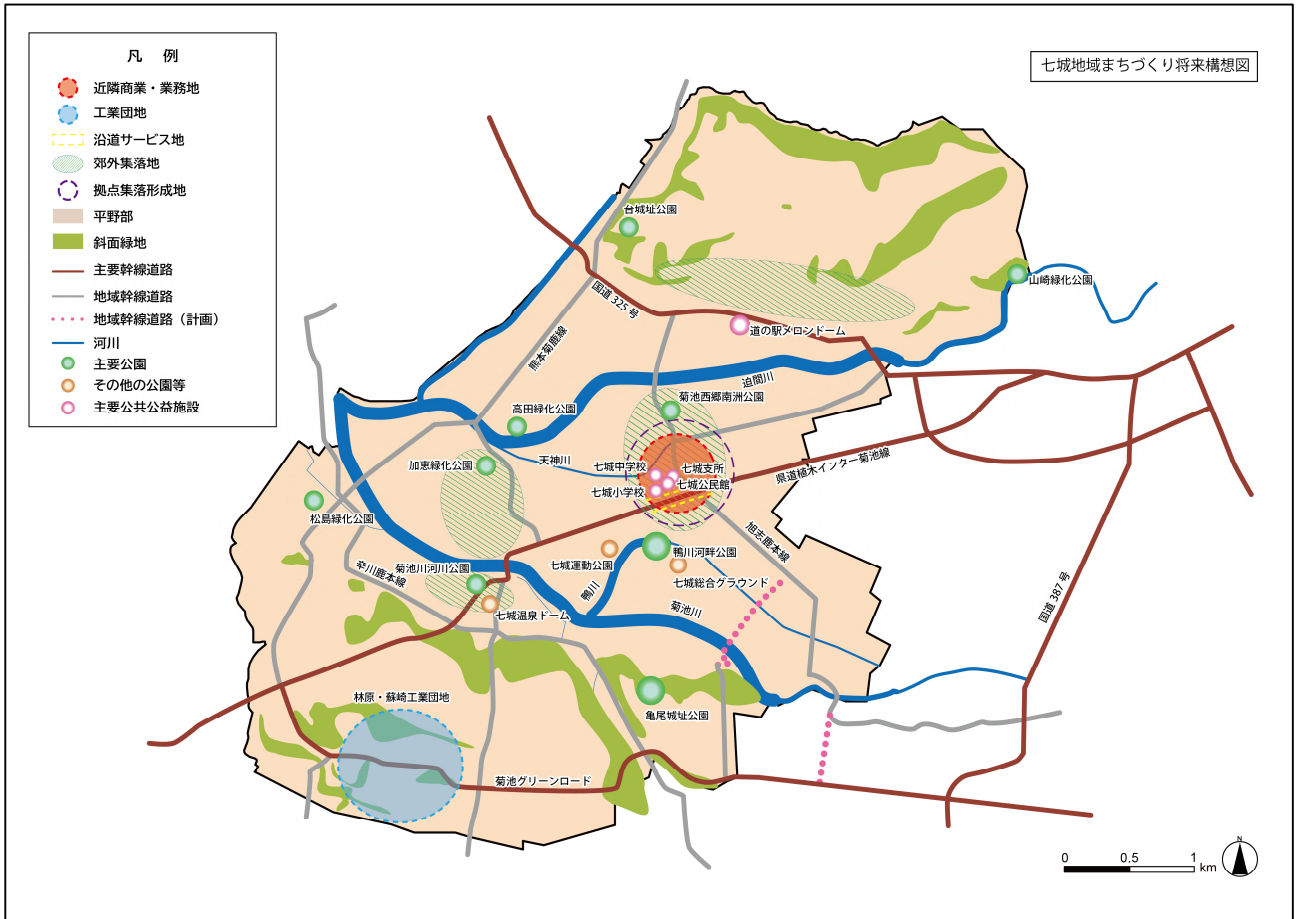 凡 例
近隣商業・業務地
工業団地
沿道サービス地
郊外集落地
拠点集落形成地
平野部
斜面緑地
主要幹線道路
地域幹線道路
地域幹線道路（計画）
河川
主要公園
その他の公園等
主要公共公益施設
七城地域まちづくり将来構想図
台城址公園
山崎緑化公園
国道 325 号
道の駅メロンドーム
熊本菊鹿線
迫間川
菊池西郷南洲公園
高田緑化公園
天神川
加恵緑化公園
七城中学校
七城支所
七城公民館
七城小学校
県道植木インター菊池線
松島緑化公園
旭志鹿本線
鴨川河畔公園
七城運動公園
七城総合グラウンド
菊池川河川公園
辛川鹿本線
鴨川
菊池川
国道 387 号
七城温泉ドーム
林原・蘇崎工業団地
亀尾城址公園
菊池グリーンロード
0 0.5 1
km
N